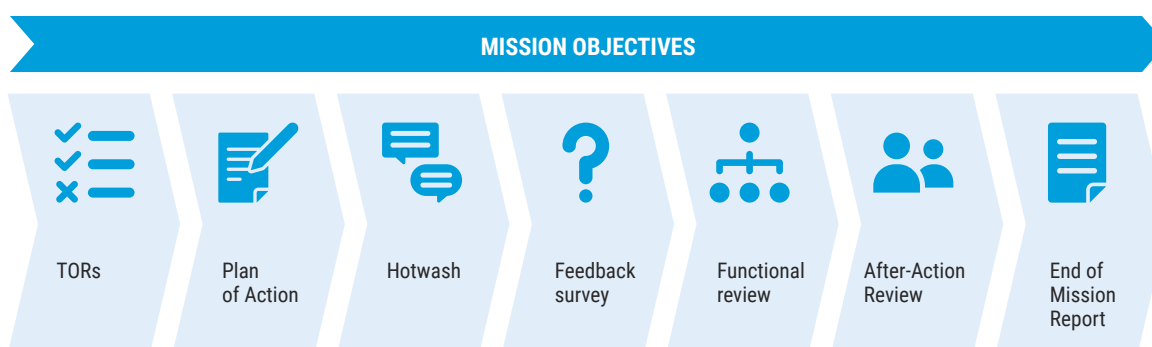 MISSION OBJECTIVES
TORs
Plan
of Action
Hotwash
Feedback
survey
Functional
review
After-Action
Review
End of
Mission
Report